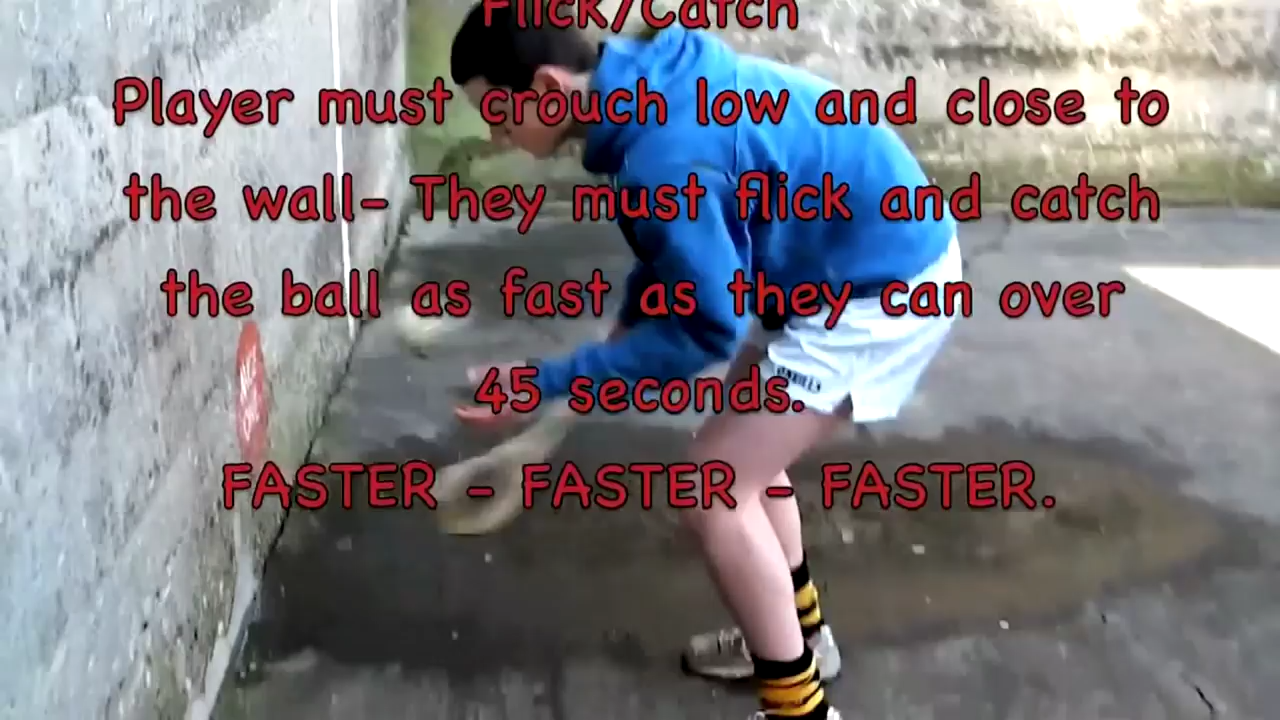 Flick/Catch
Player must crouch low and close to
the wall- They must flick and catch
the ball as fast as they can over
45 seconds.
FASTER - FASTER - FASTER.